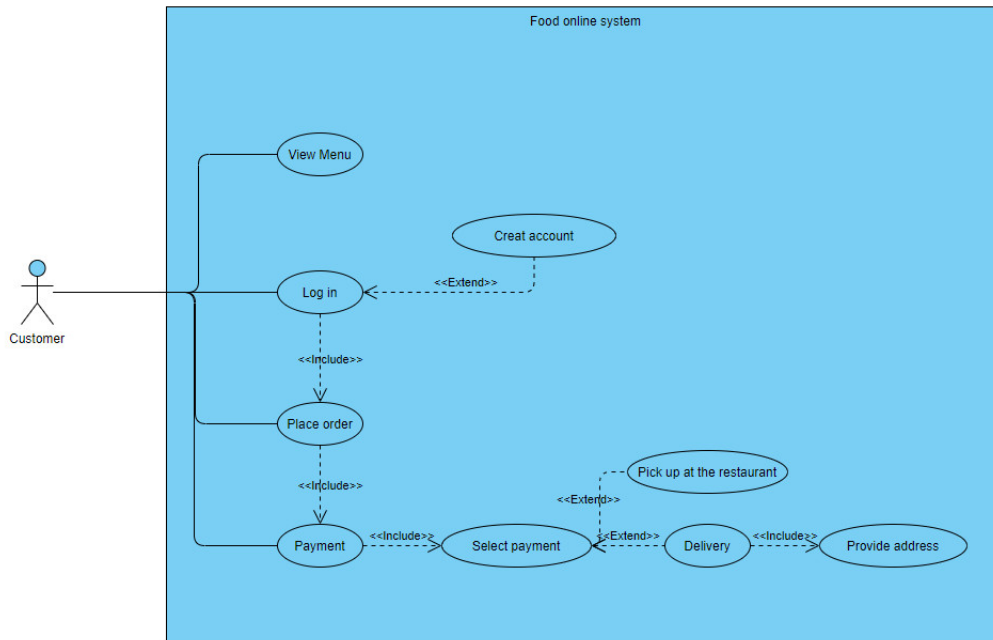 Food online system
View Menu
Creat account
<<Extend>>
Log in
Customer
<<Include>>
Place order
Pick up at the restaurant
<<Include>>
<<Extend>>
Payment
<<Include>>
Select payment
<<Extend>>
Delivery
<<Include>>
Provide address